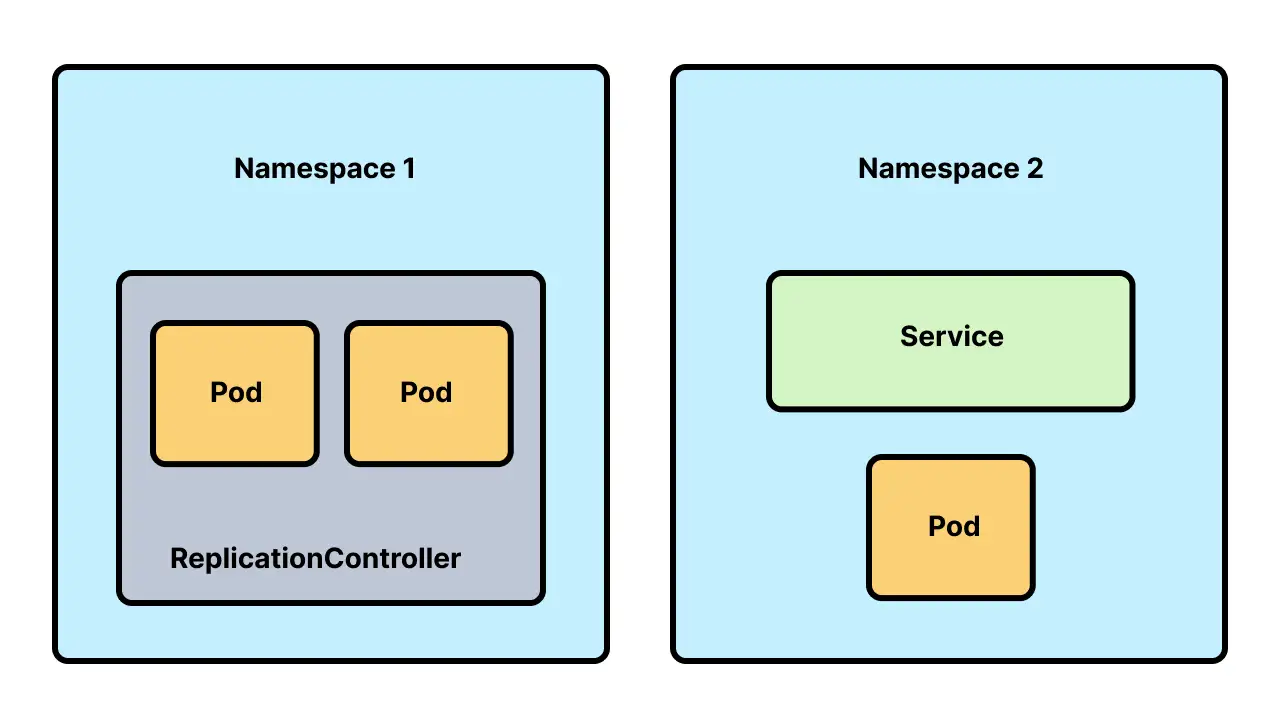 Namespace 1
Pod
Pod
ReplicationController
Namespace 2
Service
Pod